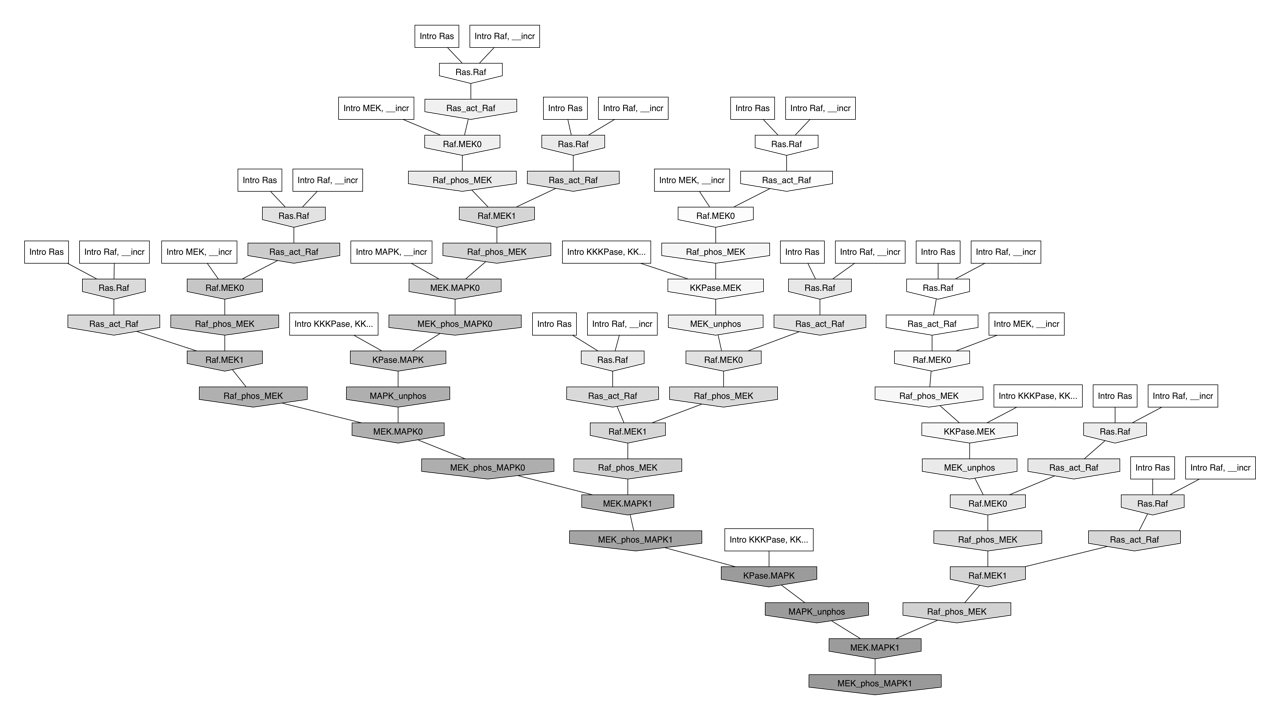 Intro Ras
Intro Raf, __incr
Ras.Raf
Intro MEK, __incr
Ras_act_Raf
Intro Ras
Intro Raf, __incr
Intro Ras
Intro Raf, __incr
Raf.MEK0
Ras.Raf
Ras.Raf
Intro Ras
Intro Raf, __incr
Raf_phos_MEK
Ras_act_Raf
Intro MEK, __incr
Ras_act_Raf
Ras.Raf
Raf.MEK1
Raf.MEK0
Intro Ras
Intro Raf, __incr
Intro MEK, __incr
Ras_act_Raf
Intro MAPK, __incr
Raf_phos_MEK
Intro KKKPase, KK...
Raf_phos_MEK
Intro Ras
Intro Raf, __incr
Intro Ras
Intro Raf, __incr
Ras.Raf
Raf.MEK0
MEK.MAPK0
KKPase.MEK
Ras.Raf
Ras.Raf
Ras_act_Raf
Raf_phos_MEK
Intro KKKPase, KK...
MEK_phos_MAPK0
Intro Ras
Intro Raf, __incr
MEK_unphos
Ras_act_Raf
Ras_act_Raf
Intro MEK, __incr
Raf.MEK1
KPase.MAPK
Ras.Raf
Raf.MEK0
Raf.MEK0
Raf_phos_MEK
MAPK_unphos
Ras_act_Raf
Raf_phos_MEK
Raf_phos_MEK
Intro KKKPase, KK...
Intro Ras
Intro Raf, __incr
MEK.MAPK0
Raf.MEK1
KKPase.MEK
Ras.Raf
MEK_phos_MAPK0
Raf_phos_MEK
MEK_unphos
Ras_act_Raf
Intro Ras
Intro Raf, __incr
MEK.MAPK1
Raf.MEK0
Ras.Raf
MEK_phos_MAPK1
Intro KKKPase, KK...
Raf_phos_MEK
Ras_act_Raf
KPase.MAPK
Raf.MEK1
MAPK_unphos
Raf_phos_MEK
MEK.MAPK1
MEK_phos_MAPK1